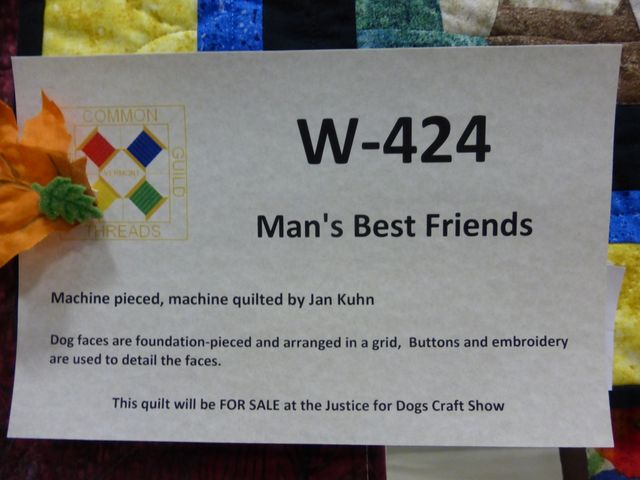 COMMON
GUILD
VERMONT
THREADS
W-424
Man's Best Friends
Machine pieced, machine quilted by Jan Kuhn
Dog faces are foundation-pieced and arranged in a grid,  Buttons and embroidery
are used to detail the faces.
This quilt will be FOR SALE at the Justice for Dogs Craft Show